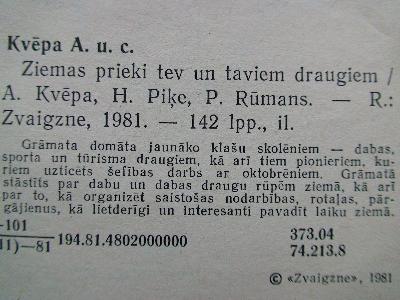 Kvēpa A. u. c.
Ziemas prieki tev un taviem draugiem /
A. Kvēpa, H. Piķe, P. Rūmans. — R.:
Zvaigzne, 1981. — 142 lpp., il.
Grāmata domāta jaunāko klašu skolēniem — dabas,
sporta un tūrisma draugiem, kā arī tiem pionieriem, ku-
riem uzticēts šefības darbs ar oktobrēniem. Grāmatā
stāstīts par dabu un dabas draugu rūpēm ziemā, kā arī
par to, kā organizēt saistošas nodarbības, rotaļas, pār-
gājienus, kā lietderīgi un interesanti pavadīt laiku ziemā.
—101
11)—81 194.81.4802000000
373.04
74.213.8
© «Zvaigzne», 1981